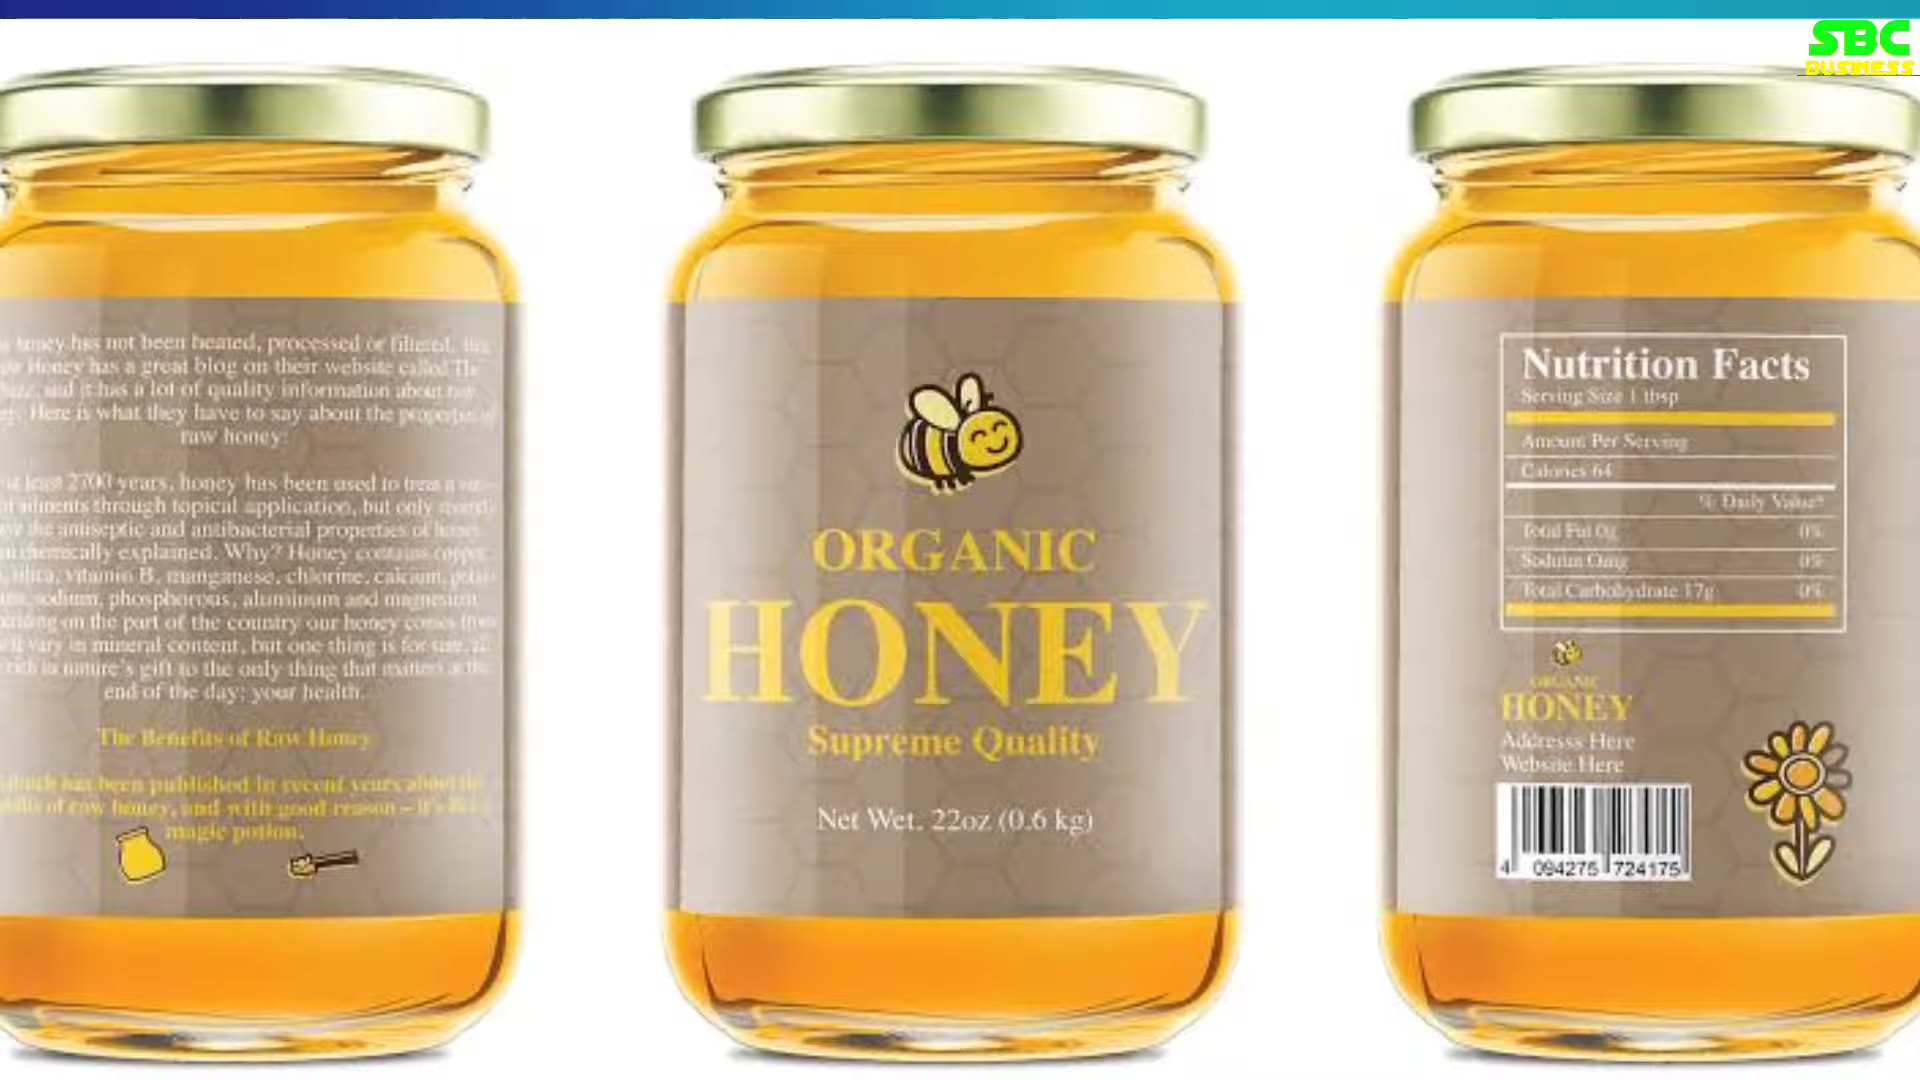 SBC
BUSINESS
honey has not been heated, processed or filtered.
Honey has a great blog on their website called The
and it has a lot of quality information about raw
Here is what they have to say about the properties of
raw honey:
2700 years, honey has been used to treat a
ailments through topical application, but only
the antiseptic and antibacterial properties of honey
chemically explained. Why? Honey contains copper,
silica, vitamin B, manganese, chlorine, calcium,
sodium, phosphorous, aluminum and magnesium.
on the part of the country our honey comes from
vary in mineral content, but one thing is for sure,
rich in nature's gift to the only thing that matters at the
end of the day; your health.
The Benefits of Raw Honey
much has been published in recent years about the
of raw honey, and with good reason – it's
magic potion.
ORGANIC
HONEY
Supreme Quality
Net Wet. 22oz (0.6 kg)
Nutrition Facts
Serving Size 1 tbsp
Amount Per Serving
Calories 64
% Daily Value*
Total Fat 0g 0%
Sodium Omg 0%
Total Carbohydrate 17g 0%
ORGANIC
HONEY
Addresss Here
Website Here
4 094275 724175